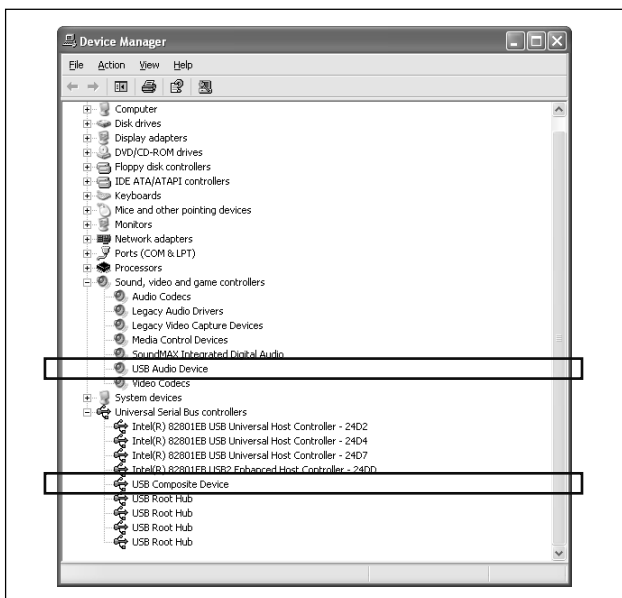 Device Manager
File Action View Help
Computer
Disk drives
Display adapters
DVD/CD-ROM drives
Floppy disk controllers
IDE ATA/ATAPI controllers
Keyboards
Mice and other pointing devices
Monitors
Network adapters
Ports (COM & LPT)
Processors
Sound, video and game controllers
Audio Codecs
Legacy Audio Drivers
Legacy Video Capture Devices
Media Control Devices
SoundMAX Integrated Digital Audio
USB Audio Device
Video Codecs
System devices
Universal Serial Bus controllers
Intel(R) 82801EB USB Universal Host Controller - 24D2
Intel(R) 82801EB USB Universal Host Controller - 24D4
Intel(R) 82801EB USB Universal Host Controller - 24D7
Intel(R) 82801EB USB2 Enhanced Host Controller - 24DD
USB Composite Device
USB Root Hub
USB Root Hub
USB Root Hub
USB Root Hub